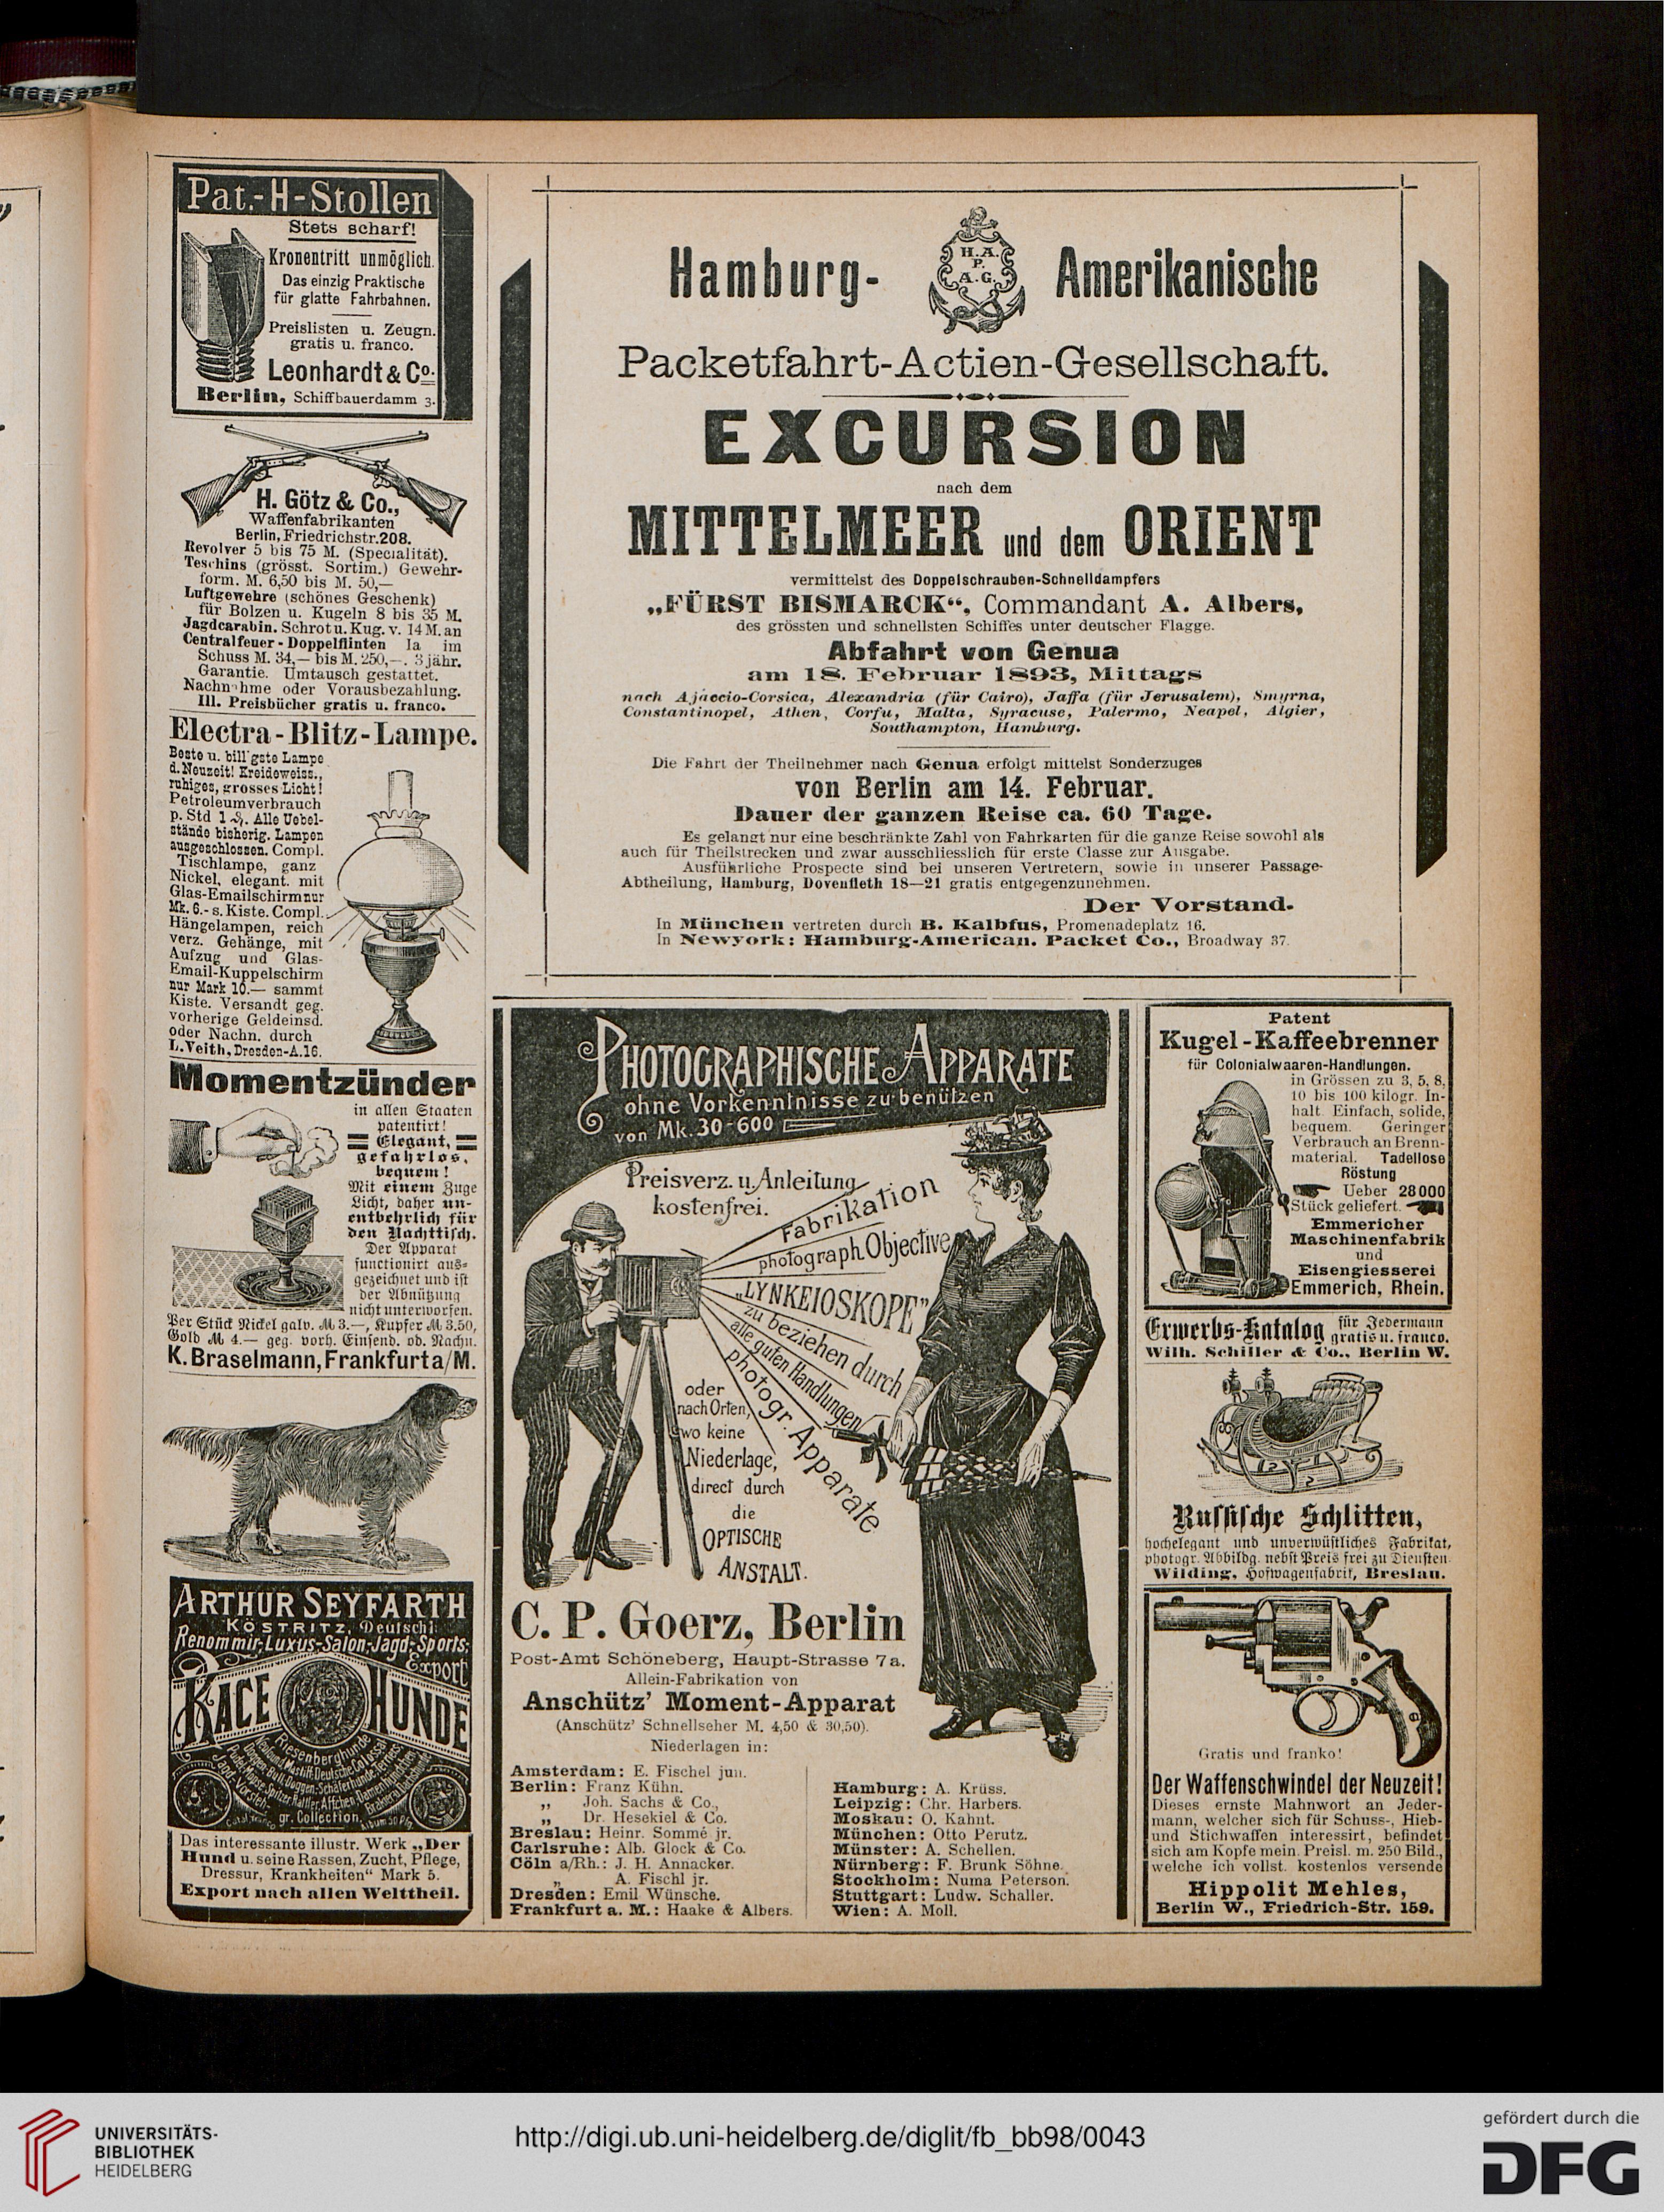 Pat.-H-Stollen
Stets scharf!
Kronentritt unmöglich.
Das einzig Praktische
für glatte Fahrbahnen.
Preislisten u. Zeugn.
gratis u. franco.
Leonhardt & Co.
Berlin, Schiffbauerdamm 3.
H. Götz & Co.,
Waffenfabrikanten
Berlin, Friedrichstr. 208.
Revolver 5 bis 75 M. (Specialität).
Teschins (grösst. Sortim.) Gewehr-
form. M. 6,50 bis M. 50,—
Luftgewehre (schönes Geschenk)
für Bolzen u. Kugeln 8 bis 35 M.
Jagdcarabin. Schrot u. Kug. v. 14 M. an
Centralfeuer-Doppelflinten Ia im
Schuss M. 34,— bis M. 250,—. 3jähr.
Garantie. Umtausch gestattet.
Nachnahme oder Vorausbezahlung.
Ill. Preisbücher gratis u. franco.
Electra-Blitz-Lampe.
Beste u. billigste Lampe
d. Neuzeit! Kreideweiss.,
ruhiges, grosses Licht!
Petroleumverbrauch
p. Std 1 ₰. Alle Uebel-
stände bisherig. Lampen
ausgeschlossen. Compl.
Tischlampe, ganz
Nickel, elegant. mit
Glas-Emailschirm nur
Mk. 6.- s. Kiste. Compl.
Hängelampen, reich
verz. Gehänge, mit
Aufzug und Glas-
Email-Kuppelschirm
nur Mark 10.— sammt
Kiste. Versandt geg.
vorherige Geldeinsd.
oder Nachn. durch
L. Veith, Dresden-A. 16.
Momentzünder
in allen Staaten
patentirt!
Elegant,
gefahrlos,
bequem!
Mit einem Zuge
Licht, daher un-
entbehrlich für
den Nachttisch.
Der Apparat
functionirt aus-
gezeichnet und ist
der Abnützung
nicht unterworfen.
Per Stück Nickel galv. M 3.—, Kupfer M 3.50,
Gold M 4.— geg. vorh. Einsend. od. Nachn.
K. Braselmann, Frankfurt a/M.
ARTHUR SEYFARTH
KÖSTRITZ, Deutschl.
Renommir-, Luxus-, Salon-, Jagd-, Sports-,
Export
RACE HUNDE
Riesenberghunde
gr. Collection.
Das interessante illustr. Werk „Der
Hund u. seine Rassen, Zucht, Pflege,
Dressur, Krankheiten“ Mark 5.
Export nach allen Welttheil.
Hamburg- H.A.P.A.G. Amerikanische
Packetfahrt-Actien-Gesellschaft.
EXCURSION
nach dem
MITTELMEER und dem ORIENT
vermittelst des Doppelschrauben-Schnelldampfers
„FÜRST BISMARCK“, Commandant A. Albers,
des grössten und schnellsten Schiffes unter deutscher Flagge.
Abfahrt von Genua
am 18. Februar 1893, Mittags
nach Ajaccio-Corsica, Alexandria (für Cairo), Jaffa (für Jerusalem), Smyrna,
Constantinopel, Athen, Corfu, Malta, Syracuse, Palermo, Neapel, Algier,
Southampton, Hamburg.
Die Fahrt der Theilnehmer nach Genua erfolgt mittelst Sonderzuges
von Berlin am 14. Februar.
Dauer der ganzen Reise ca. 60 Tage.
Es gelangt nur eine beschränkte Zahl von Fahrkarten für die ganze Reise sowohl als
auch für Theilstrecken und zwar ausschliesslich für erste Classe zur Ausgabe.
Ausführliche Prospecte sind bei unseren Vertretern, sowie in unserer Passage-
Abtheilung, Hamburg, Dovenfleth 18—21 gratis entgegenzunehmen.
Der Vorstand.
In München vertreten durch B. Kalbfus, Promenadeplatz 16.
In Newyork: Hamburg-American. Packet Co., Broadway 37.
PHOTOGRAPHISCHE APPARATE
ohne Vorkenntnisse zu benützen
von Mk. 30-600
Preisverz. u. Anleitung
kostenfrei.
Fabrikation
photograph. Objective
„LYNKEIOSKOPE“
zu beziehen durch
alle guten Handlungen
photogr. Apparate
oder
nach Orten,
wo keine
Niederlage,
direct durch
die
OPTISCHE
ANSTALT.
C. P. Goerz, Berlin
Post-Amt Schöneberg, Haupt-Strasse 7a.
Allein-Fabrikation von
Anschütz' Moment-Apparat
(Anschütz' Schnellseher M. 4,50 & 30,50).
Niederlagen in:
Amsterdam: E. Fischel jun.
Berlin: Franz Kühn.
„ Joh. Sachs & Co.,
„ Dr. Hesekiel & Co.
Breslau: Heinr. Sommé jr.
Carlsruhe: Alb. Glock & Co.
Cöln a/Rh.: J. H. Annacker.
„ A. Fischl jr.
Dresden: Emil Wünsche.
Frankfurt a. M.: Haake & Albers.
Hamburg: A. Krüss.
Leipzig: Chr. Harbers.
Moskau: O. Kahnt.
München: Otto Perutz.
Münster: A. Schellen.
Nürnberg: F. Brunk Söhne.
Stockholm: Numa Peterson.
Stuttgart: Ludw. Schaller.
Wien: A. Moll.
Patent
Kugel-Kaffeebrenner
für Colonialwaaren-Handlungen.
in Grössen zu 3, 5, 8,
10 bis 100 kilogr. In-
halt. Einfach, solide,
bequem. Geringer
Verbrauch an Brenn-
material. Tadellose
Röstung
Ueber 28000
Stück geliefert.
Emmericher
Maschinenfabrik
und
Eisengiesserei
Emmerich, Rhein.
Erwerbs-Katalog für Jedermann
gratis u. franco.
Wilh. Schiller & Co., Berlin W.
Russische Schlitten,
hochelegant und unverwüstliches Fabrikat,
photogr. Abbildg. nebst Preis frei zu Diensten.
Wilding, Hofwagenfabrik, Breslau.
Gratis und franko!
Der Waffenschwindel der Neuzeit!
Dieses ernste Mahnwort an Jeder-
mann, welcher sich für Schuss-, Hieb-
und Stichwaffen interessirt, befindet
sich am Kopfe mein. Preisl. m. 250 Bild.,
welche ich vollst. kostenlos versende
Hippolit Mehles,
Berlin W., Friedrich-Str. 159.
UNIVERSITÄTS-
BIBLIOTHEK
HEIDELBERG
http://digi.ub.uni-heidelberg.de/diglit/fb_bb98/0043
gefördert durch die
DFG